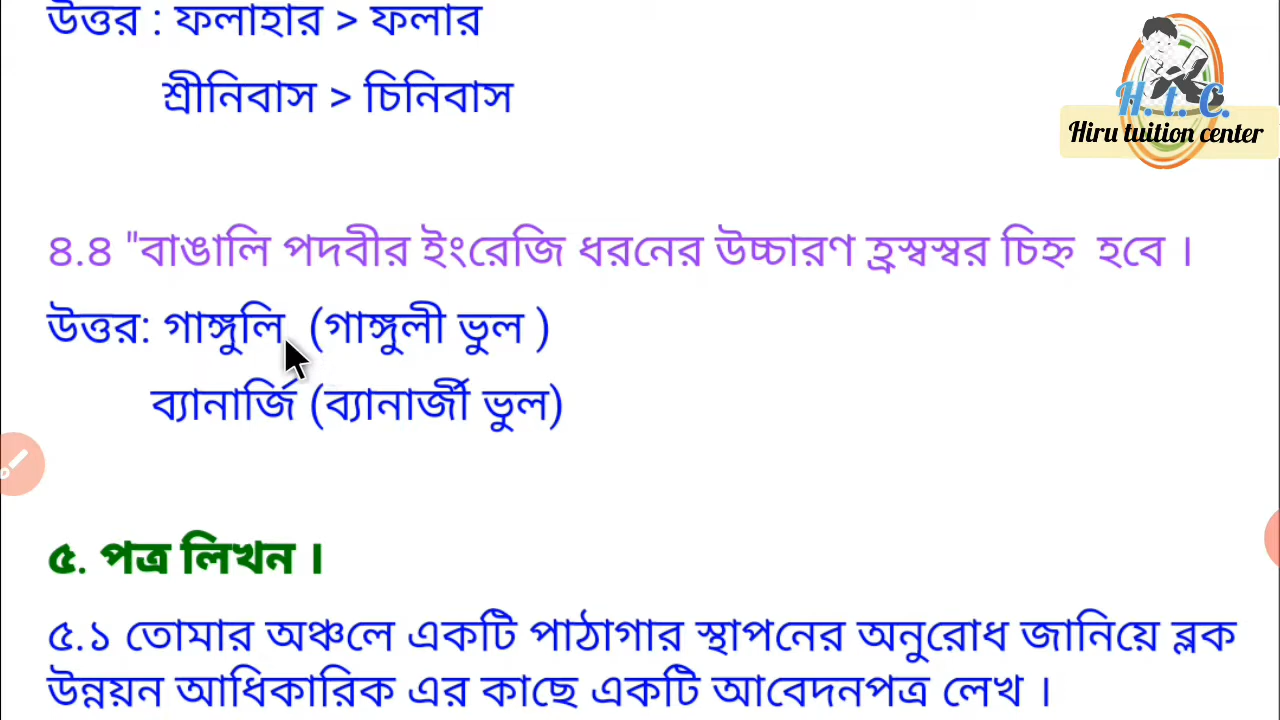 উত্তর : ফলাহার > ফলার
শ্রীনিবাস > চিনিবাস
H. t. C.
Hiru tuition center
৪.৪ "বাঙালি পদবীর ইংরেজি ধরনের উচ্চারণ হ্রস্বস্বর চিহ্ন হবে ।
উত্তর: গাঙ্গুলি (গাঙ্গুলী ভুল )
ব্যানার্জি (ব্যানার্জী ভুল)
৫. পত্র লিখন ।
৫.১ তোমার অঞ্চলে একটি পাঠাগার স্থাপনের অনুরোধ জানিয়ে ব্লক
উন্নয়ন আধিকারিক এর কাছে একটি আবেদনপত্র লেখ ।